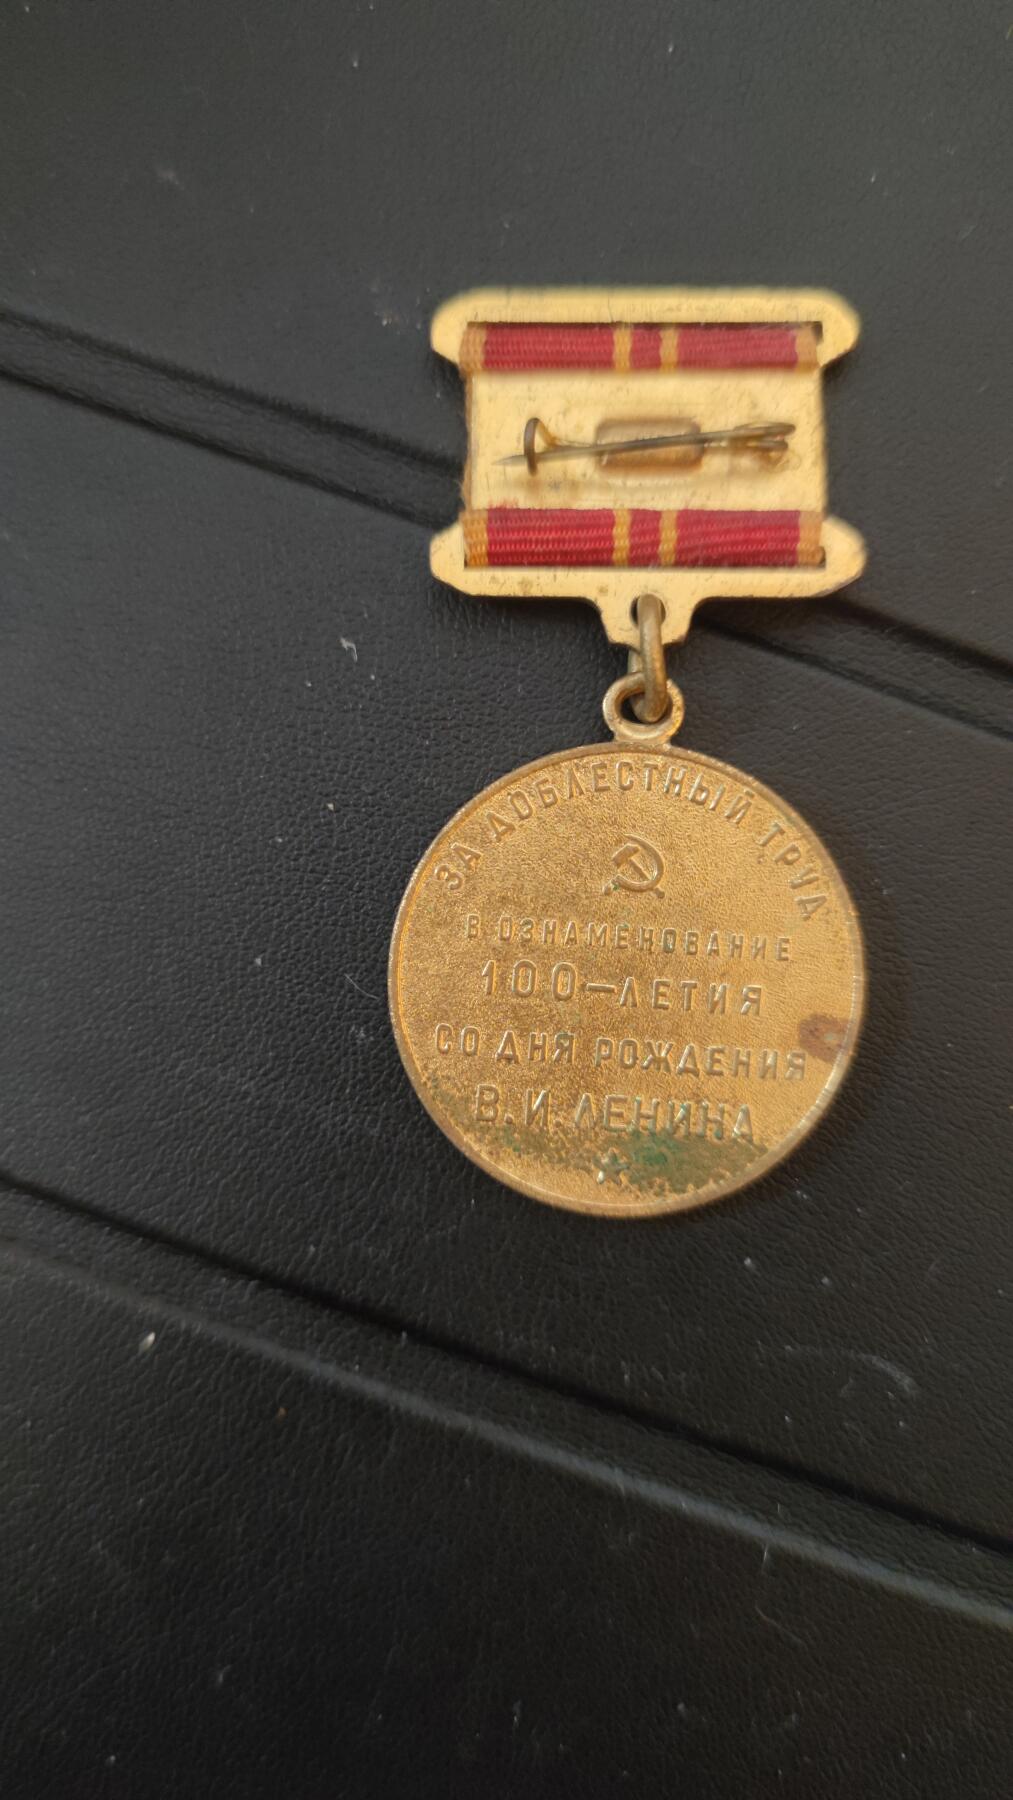 ЗА ДОБЛЕСТНЫЙ ТРУД
В ОЗНАМЕНОВАНИЕ
100-ЛЕТИЯ
СО ДНЯ РОЖДЕНИЯ
В.И.ЛЕНИНА